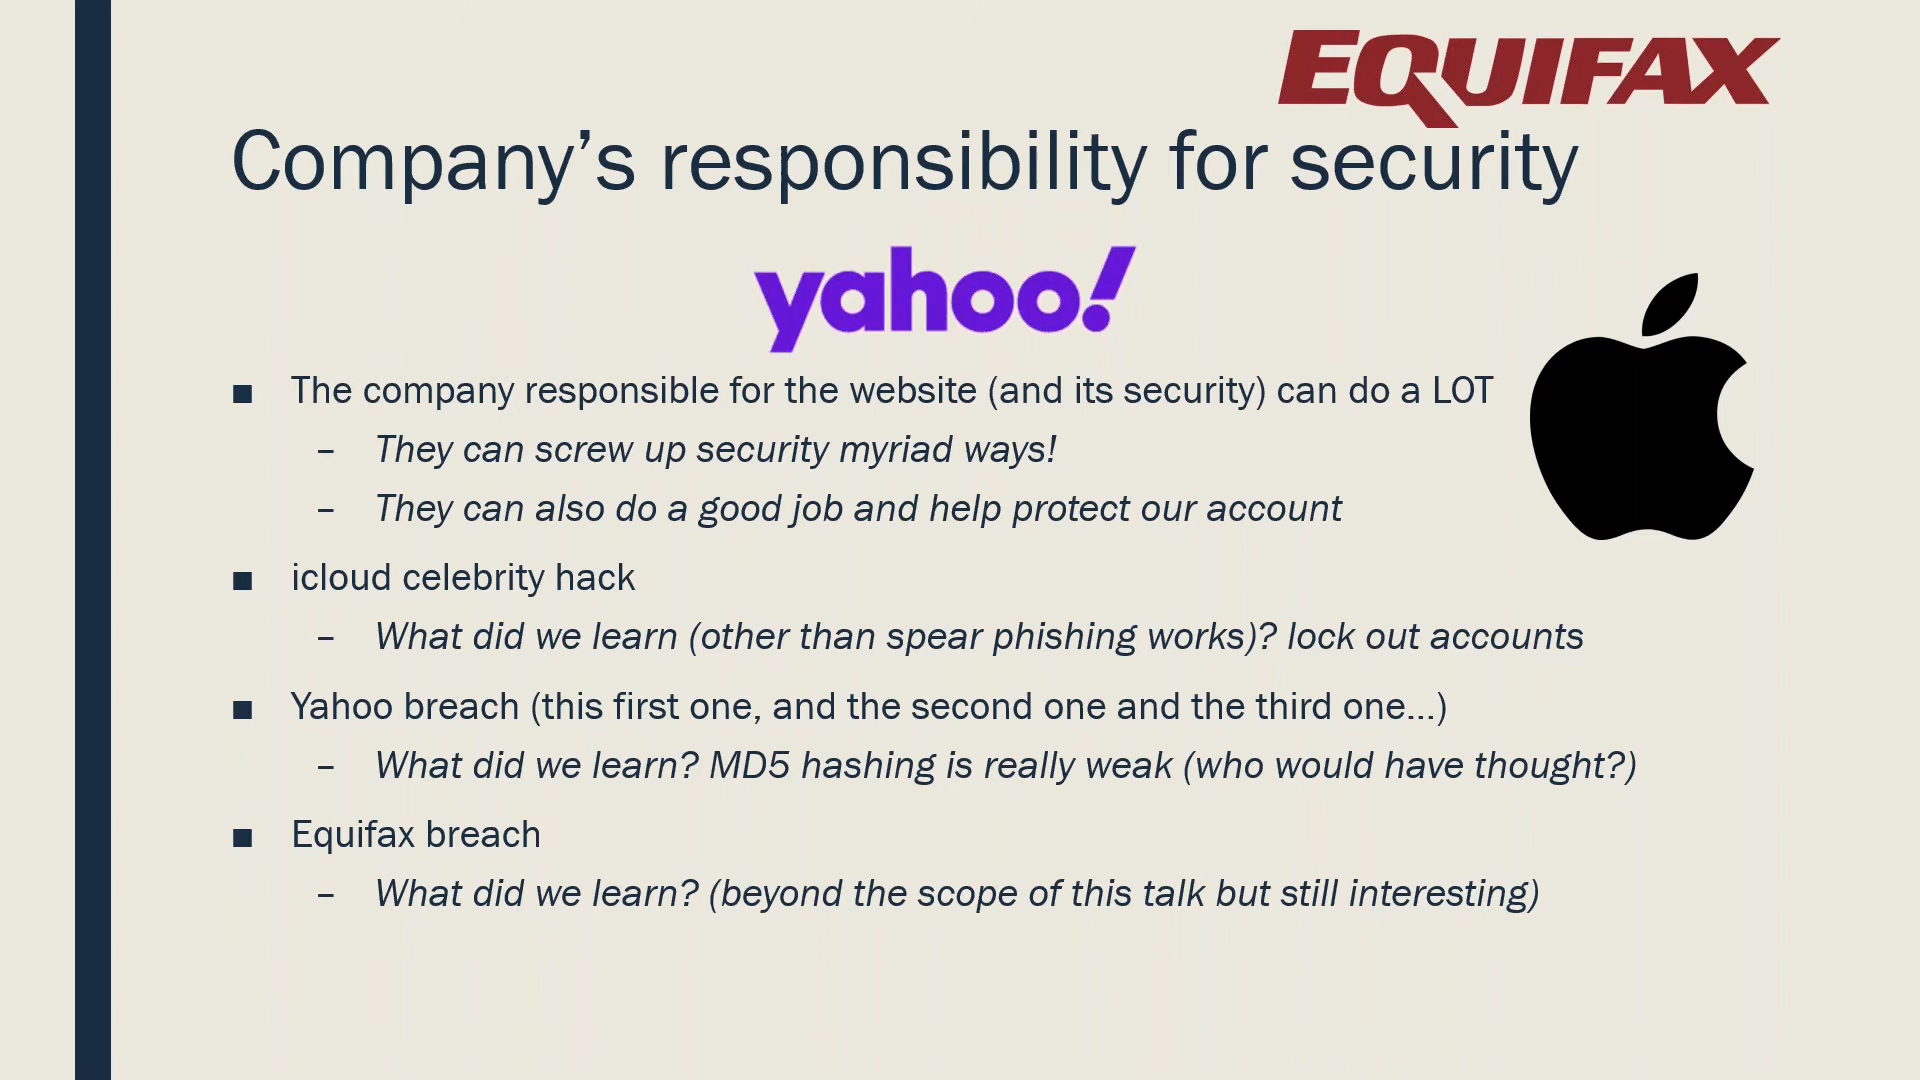 EQUIFAX
Company’s responsibility for security
yahoo!
■ The company responsible for the website (and its security) can do a LOT
– They can screw up security myriad ways!
– They can also do a good job and help protect our account
■ icloud celebrity hack
– What did we learn (other than spear phishing works)? lock out accounts
■ Yahoo breach (this first one, and the second one and the third one…)
– What did we learn? MD5 hashing is really weak (who would have thought?)
■ Equifax breach
– What did we learn? (beyond the scope of this talk but still interesting)